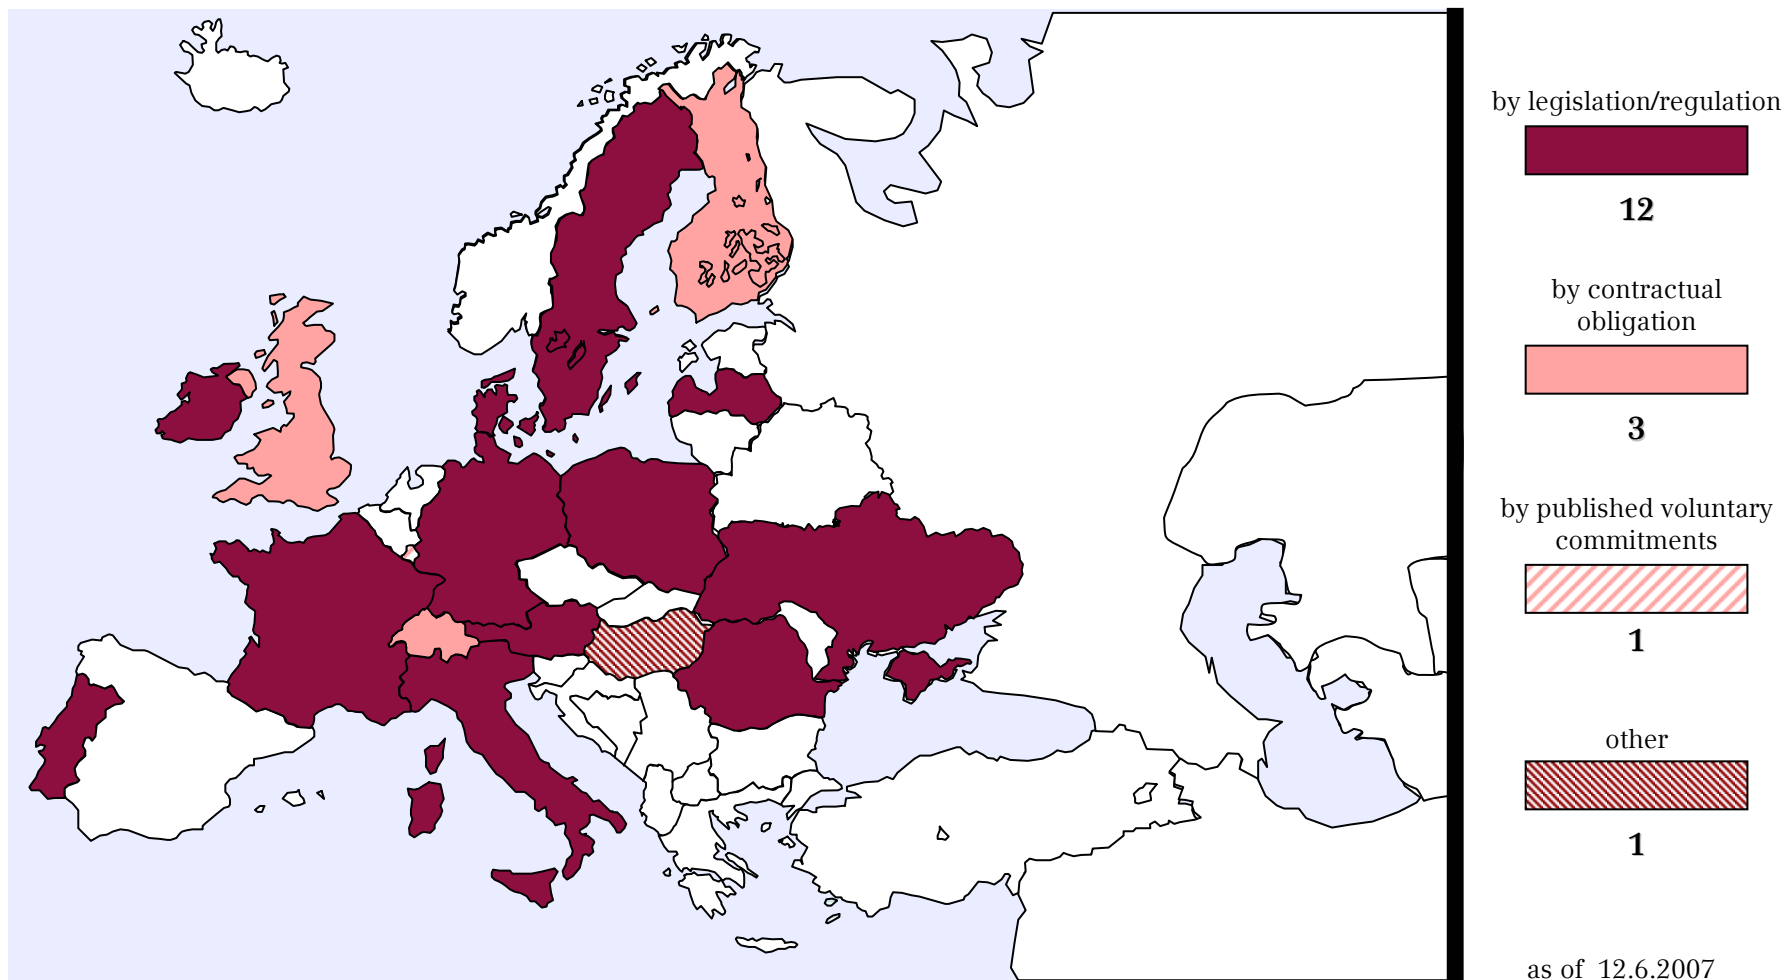 by legislation/regulation
12
by contractual
obligation
3
by published voluntary
commitments
1
other
1
as of 12.6.2007